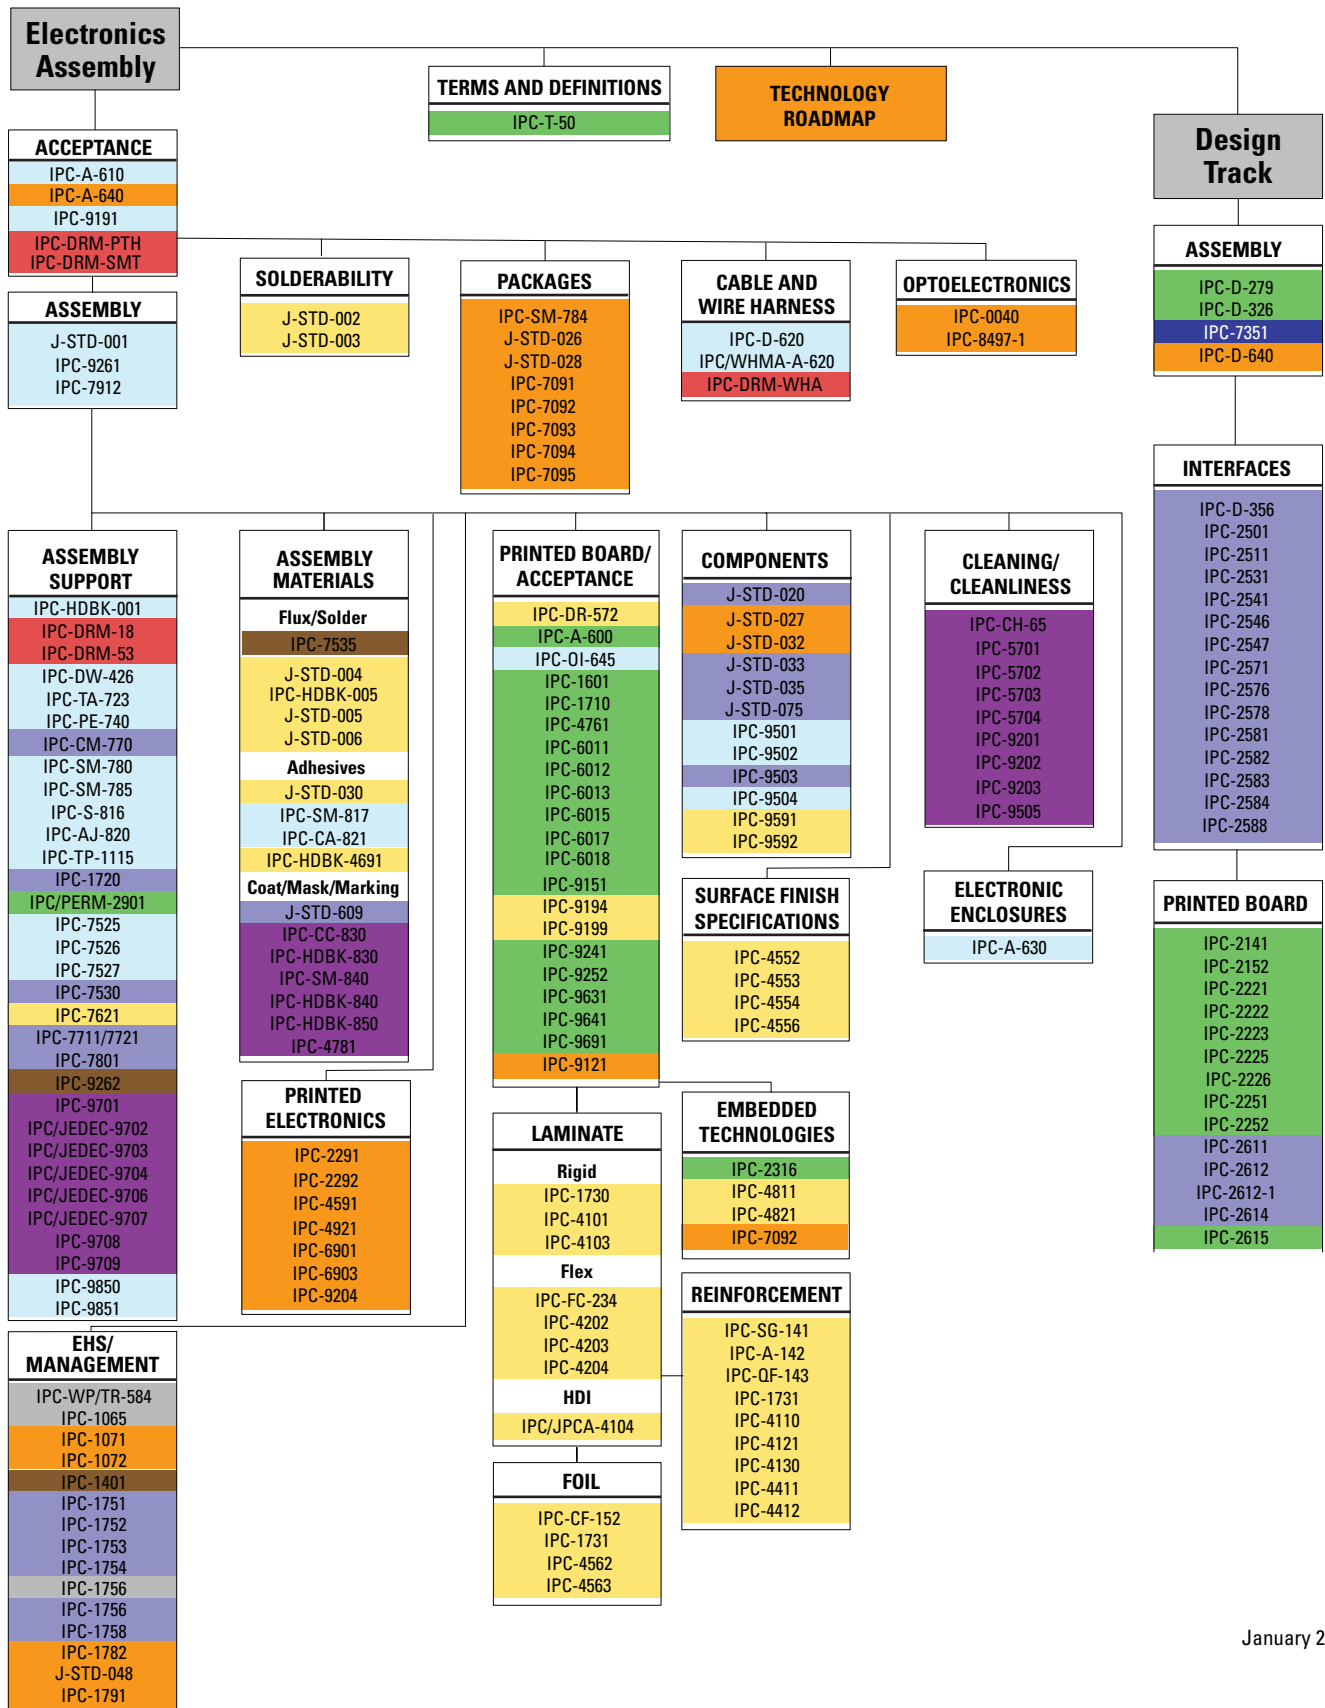 Electronics
Assembly
TERMS AND DEFINITIONS
IPC-T-50
TECHNOLOGY
ROADMAP
Design
Track
ACCEPTANCE
IPC-A-610
IPC-A-640
IPC-9191
IPC-DRM-PTH
IPC-DRM-SMT
ASSEMBLY
J-STD-001
IPC-9261
IPC-7912
SOLDERABILITY
J-STD-002
J-STD-003
PACKAGES
IPC-SM-784
J-STD-026
J-STD-028
IPC-7091
IPC-7092
IPC-7093
IPC-7094
IPC-7095
CABLE AND
WIRE HARNESS
IPC-D-620
IPC/WHMA-A-620
IPC-DRM-WHA
OPTOELECTRONICS
IPC-0040
IPC-8497-1
ASSEMBLY
IPC-D-279
IPC-D-326
IPC-7351
IPC-D-640
INTERFACES
IPC-D-356
IPC-2501
IPC-2511
IPC-2531
IPC-2541
IPC-2546
IPC-2547
IPC-2571
IPC-2576
IPC-2578
IPC-2581
IPC-2582
IPC-2583
IPC-2584
IPC-2588
PRINTED BOARD
IPC-2141
IPC-2152
IPC-2221
IPC-2222
IPC-2223
IPC-2225
IPC-2226
IPC-2251
IPC-2252
IPC-2611
IPC-2612
IPC-2612-1
IPC-2614
IPC-2615
ASSEMBLY
SUPPORT
IPC-HDBK-001
IPC-DRM-18
IPC-DRM-53
IPC-DW-426
IPC-TA-723
IPC-PE-740
IPC-CM-770
IPC-SM-780
IPC-SM-785
IPC-S-816
IPC-AJ-820
IPC-TP-1115
IPC-1720
IPC/PERM-2901
IPC-7525
IPC-7526
IPC-7527
IPC-7530
IPC-7621
IPC-7711/7721
IPC-7801
IPC-9262
IPC-9701
IPC/JEDEC-9702
IPC/JEDEC-9703
IPC/JEDEC-9704
IPC/JEDEC-9706
IPC/JEDEC-9707
IPC-9708
IPC-9709
IPC-9850
IPC-9851
EHS/
MANAGEMENT
IPC-WP/TR-584
IPC-1065
IPC-1071
IPC-1072
IPC-1401
IPC-1751
IPC-1752
IPC-1753
IPC-1754
IPC-1756
IPC-1756
IPC-1758
IPC-1782
J-STD-048
IPC-1791
ASSEMBLY
MATERIALS
Flux/Solder
IPC-7535
J-STD-004
IPC-HDBK-005
J-STD-005
J-STD-006
Adhesives
J-STD-030
IPC-SM-817
IPC-CA-821
IPC-HDBK-4691
Coat/Mask/Marking
J-STD-609
IPC-CC-830
IPC-HDBK-830
IPC-SM-840
IPC-HDBK-840
IPC-HDBK-850
IPC-4781
PRINTED
ELECTRONICS
IPC-2291
IPC-2292
IPC-4591
IPC-4921
IPC-6901
IPC-6903
IPC-9204
PRINTED BOARD/
ACCEPTANCE
IPC-DR-572
IPC-A-600
IPC-OI-645
IPC-1601
IPC-1710
IPC-4761
IPC-6011
IPC-6012
IPC-6013
IPC-6015
IPC-6017
IPC-6018
IPC-9151
IPC-9194
IPC-9199
IPC-9241
IPC-9252
IPC-9631
IPC-9641
IPC-9691
IPC-9121
LAMINATE
Rigid
IPC-1730
IPC-4101
IPC-4103
Flex
IPC-FC-234
IPC-4202
IPC-4203
IPC-4204
HDI
IPC/JPCA-4104
FOIL
IPC-CF-152
IPC-1731
IPC-4562
IPC-4563
COMPONENTS
J-STD-020
J-STD-027
J-STD-032
J-STD-033
J-STD-035
J-STD-075
IPC-9501
IPC-9502
IPC-9503
IPC-9504
IPC-9591
IPC-9592
SURFACE FINISH
SPECIFICATIONS
IPC-4552
IPC-4553
IPC-4554
IPC-4556
EMBEDDED
TECHNOLOGIES
IPC-2316
IPC-4811
IPC-4821
IPC-7092
REINFORCEMENT
IPC-SG-141
IPC-A-142
IPC-QF-143
IPC-1731
IPC-4110
IPC-4121
IPC-4130
IPC-4411
IPC-4412
CLEANING/
CLEANLINESS
IPC-CH-65
IPC-5701
IPC-5702
IPC-5703
IPC-5704
IPC-9201
IPC-9202
IPC-9203
IPC-9505
ELECTRONIC
ENCLOSURES
IPC-A-630
January 2